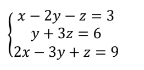 x − 2y − z = 3
y + 3z = 6
2x − 3y + z = 9